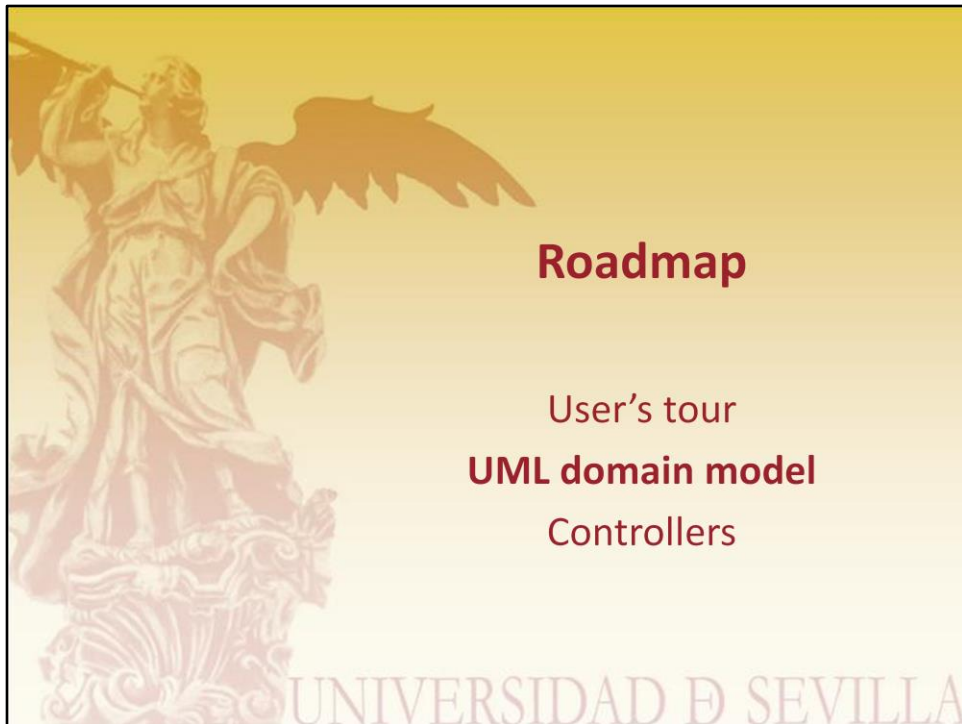 Roadmap
User’s tour
UML domain model
Controllers
UNIVERSIDAD Ð SEVILLA